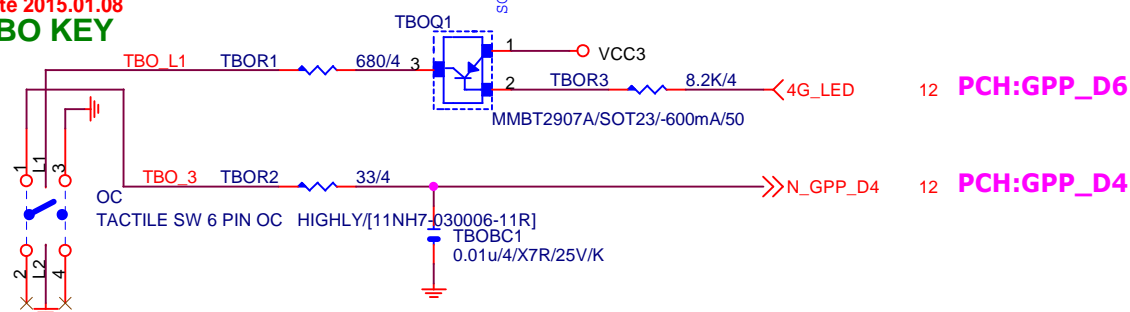 te 2015.01.08
BO KEY
SO
TBOQ1
1
VCC3
TBO_L1 TBOR1 680/4 3
2 TBOR3 8.2K/4
4G_LED 12 PCH:GPP_D6
MMBT2907A/SOT23/-600mA/50
1 L1 3
TBO_3 TBOR2 33/4
N_GPP_D4 12 PCH:GPP_D4
OC
TACTILE SW 6 PIN OC HIGHLY/[11NH7-030006-11R]
TBOBC1
0.01u/4/X7R/25V/K
2 L2 4